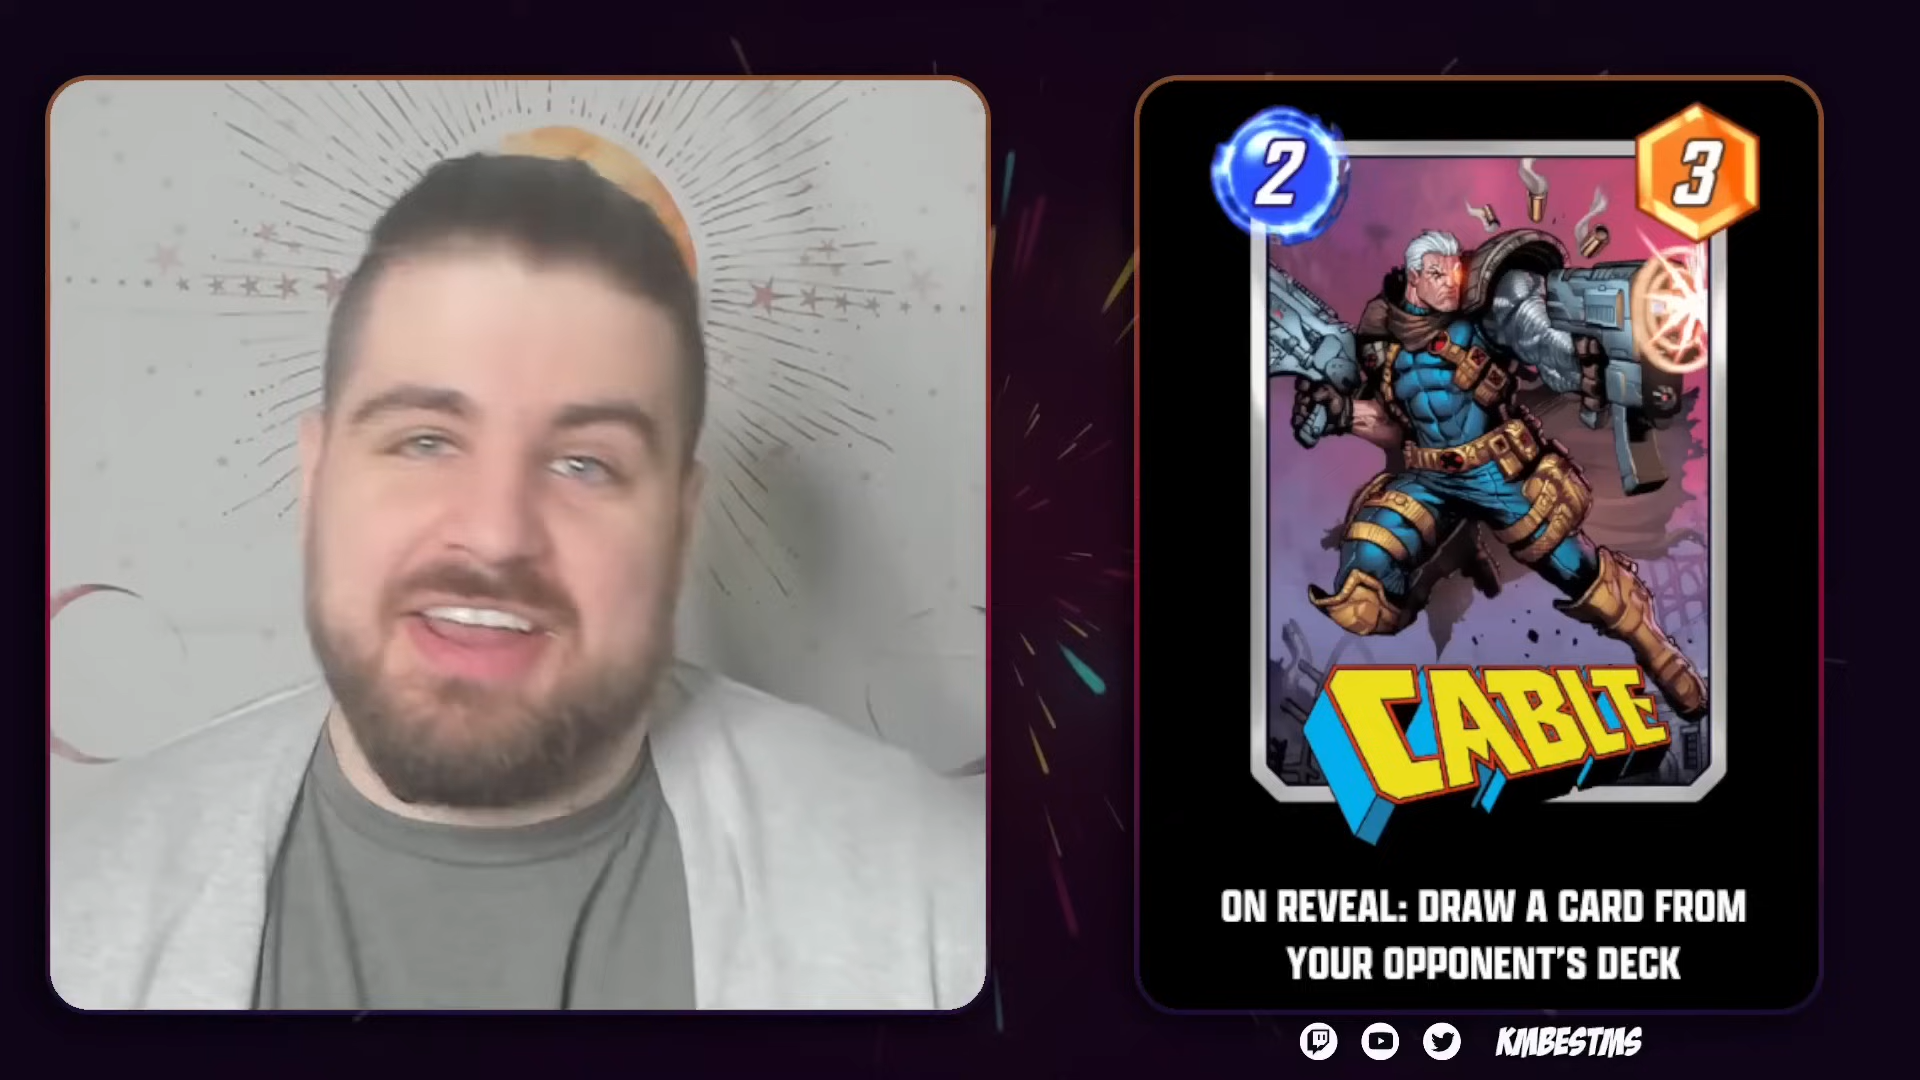 2
3
CABLE
ON REVEAL: DRAW A CARD FROM
YOUR OPPONENT'S DECK
KMBESTMS